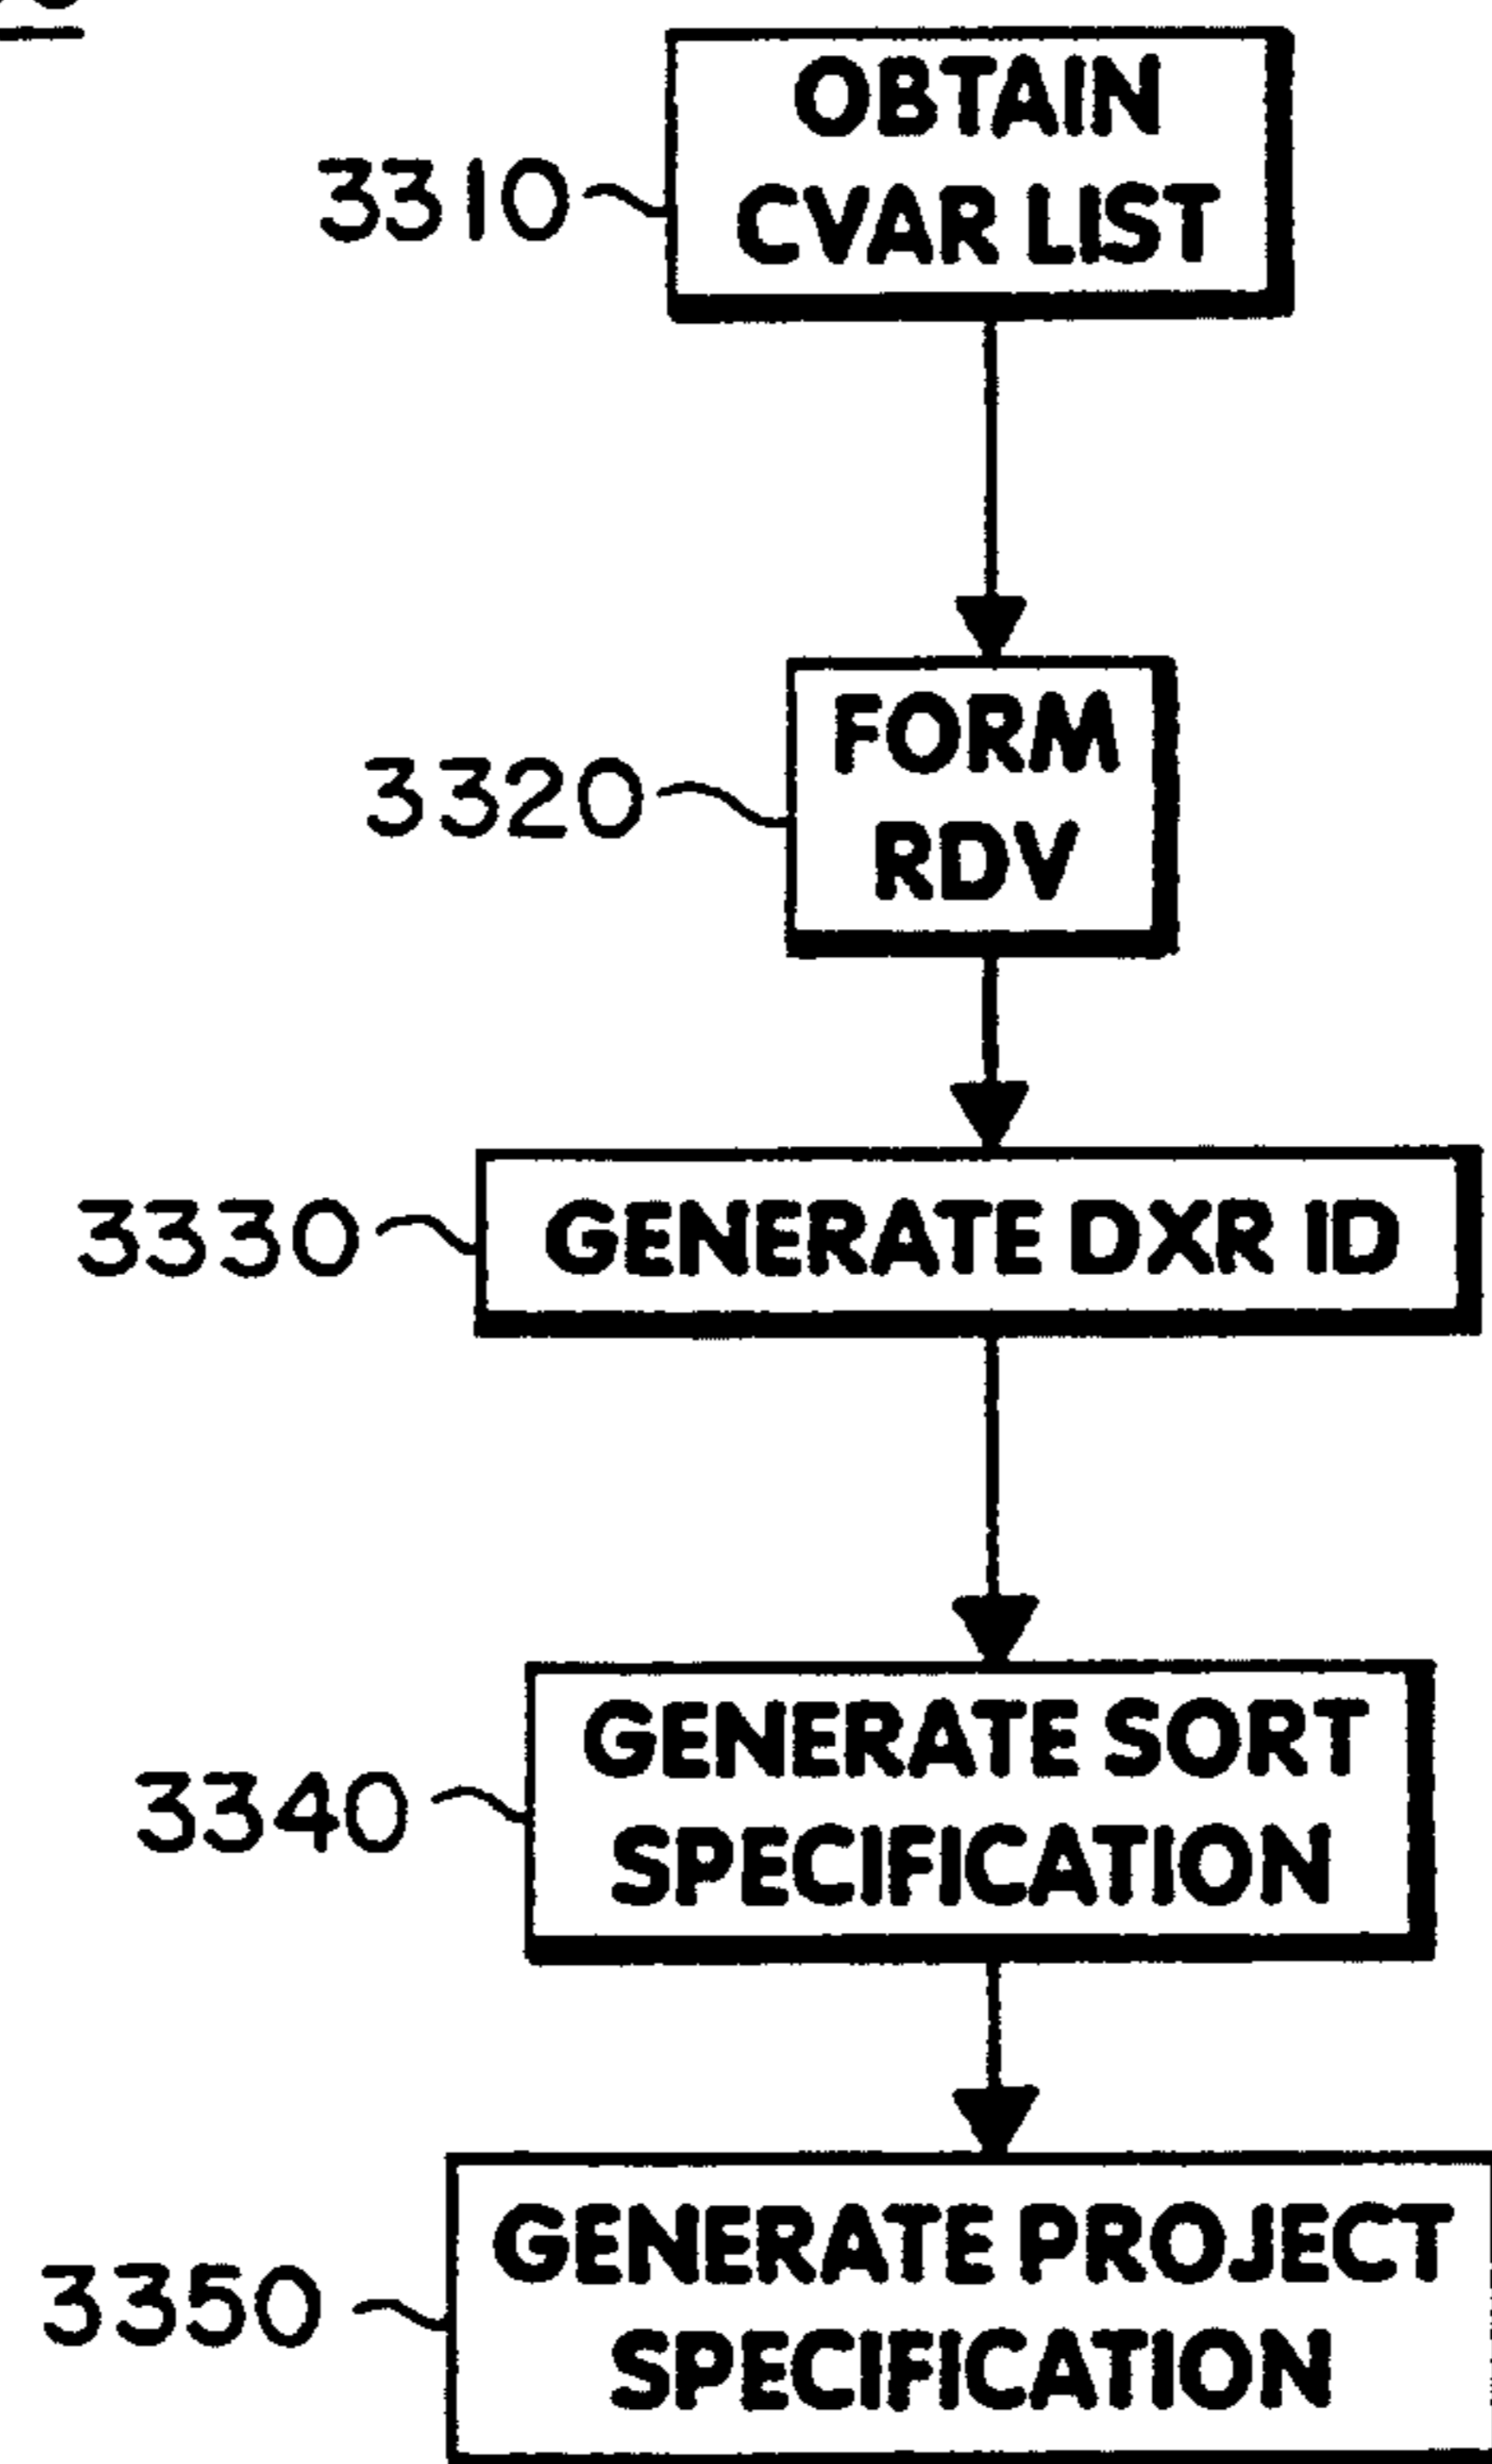 OBTAIN
CVAR LIST
3310
FORM
RDV
3320
GENERATE DXR ID
3330
GENERATE SORT
SPECIFICATION
3340
GENERATE PROJECT
SPECIFICATION
3350